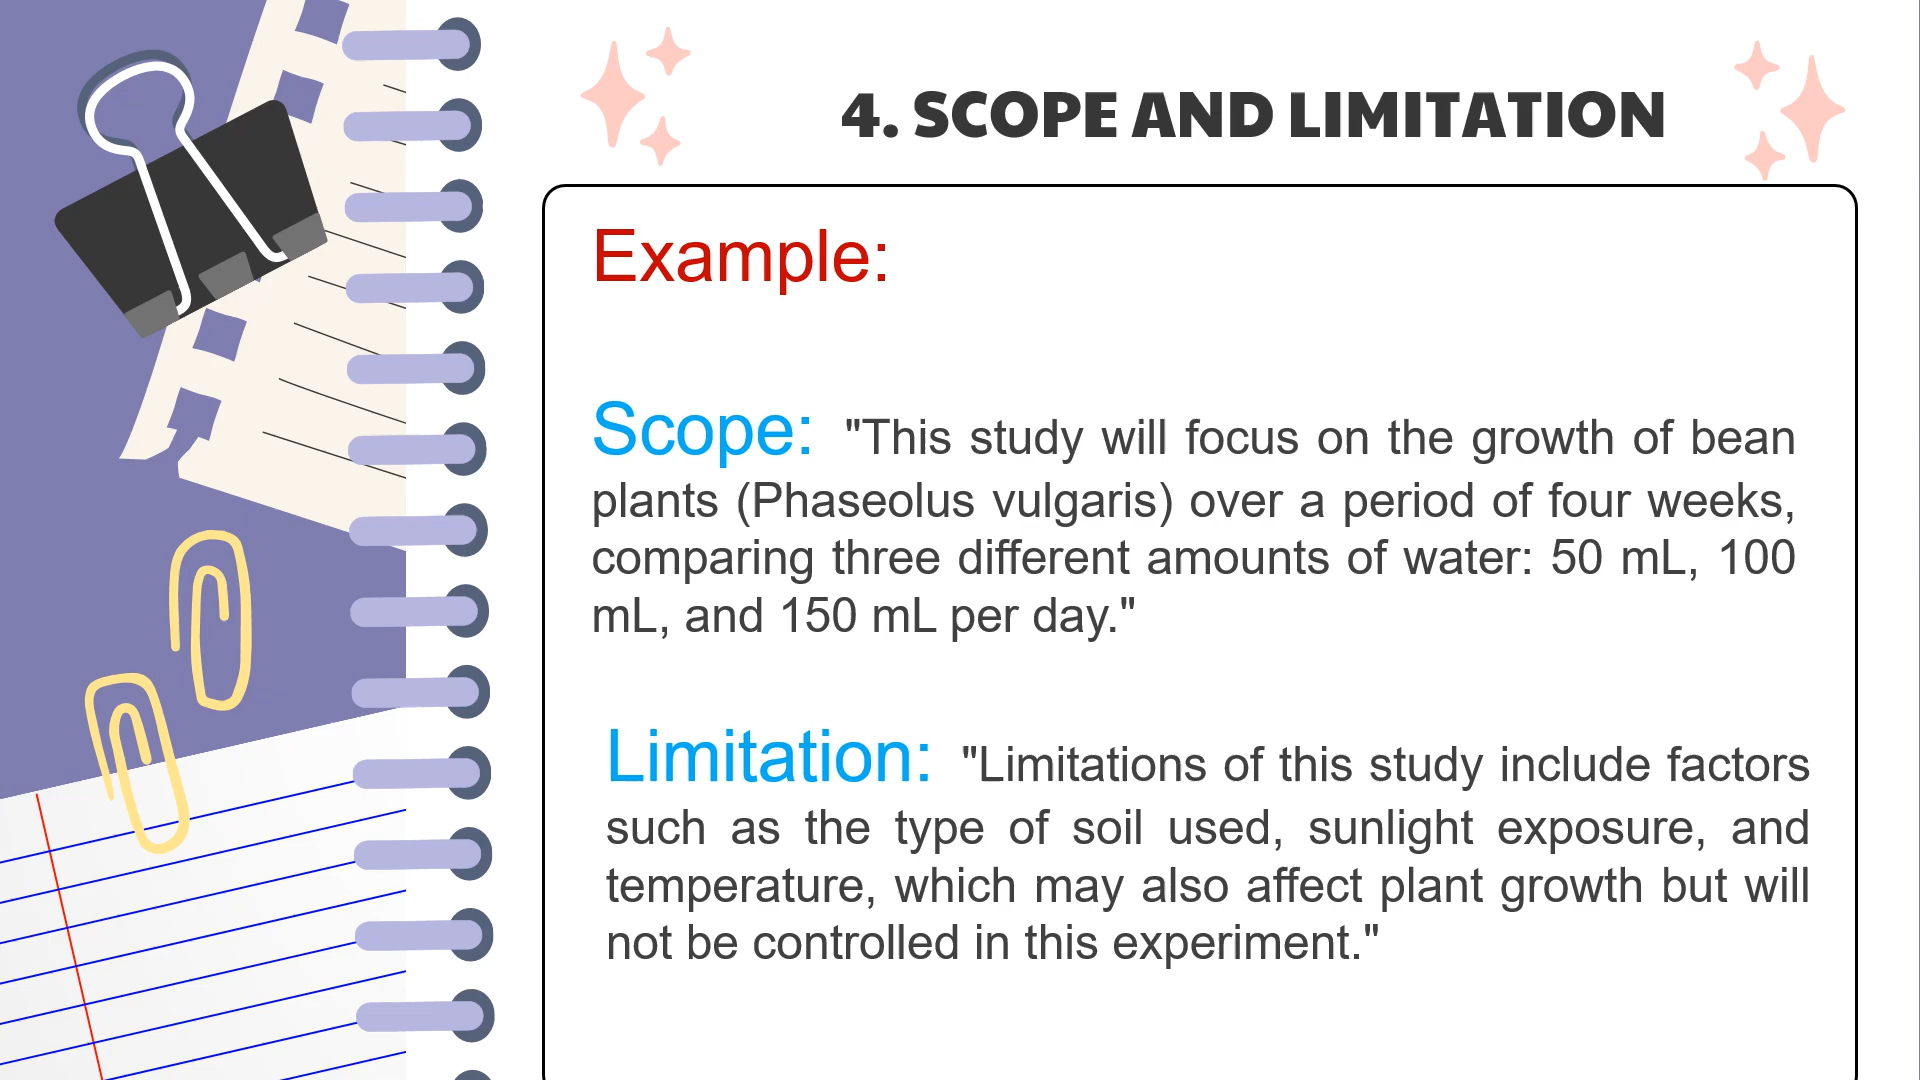 4. SCOPE AND LIMITATION
Example:
Scope: "This study will focus on the growth of bean
plants (Phaseolus vulgaris) over a period of four weeks,
comparing three different amounts of water: 50 mL, 100
mL, and 150 mL per day."
Limitation: "Limitations of this study include factors
such as the type of soil used, sunlight exposure, and
temperature, which may also affect plant growth but will
not be controlled in this experiment."